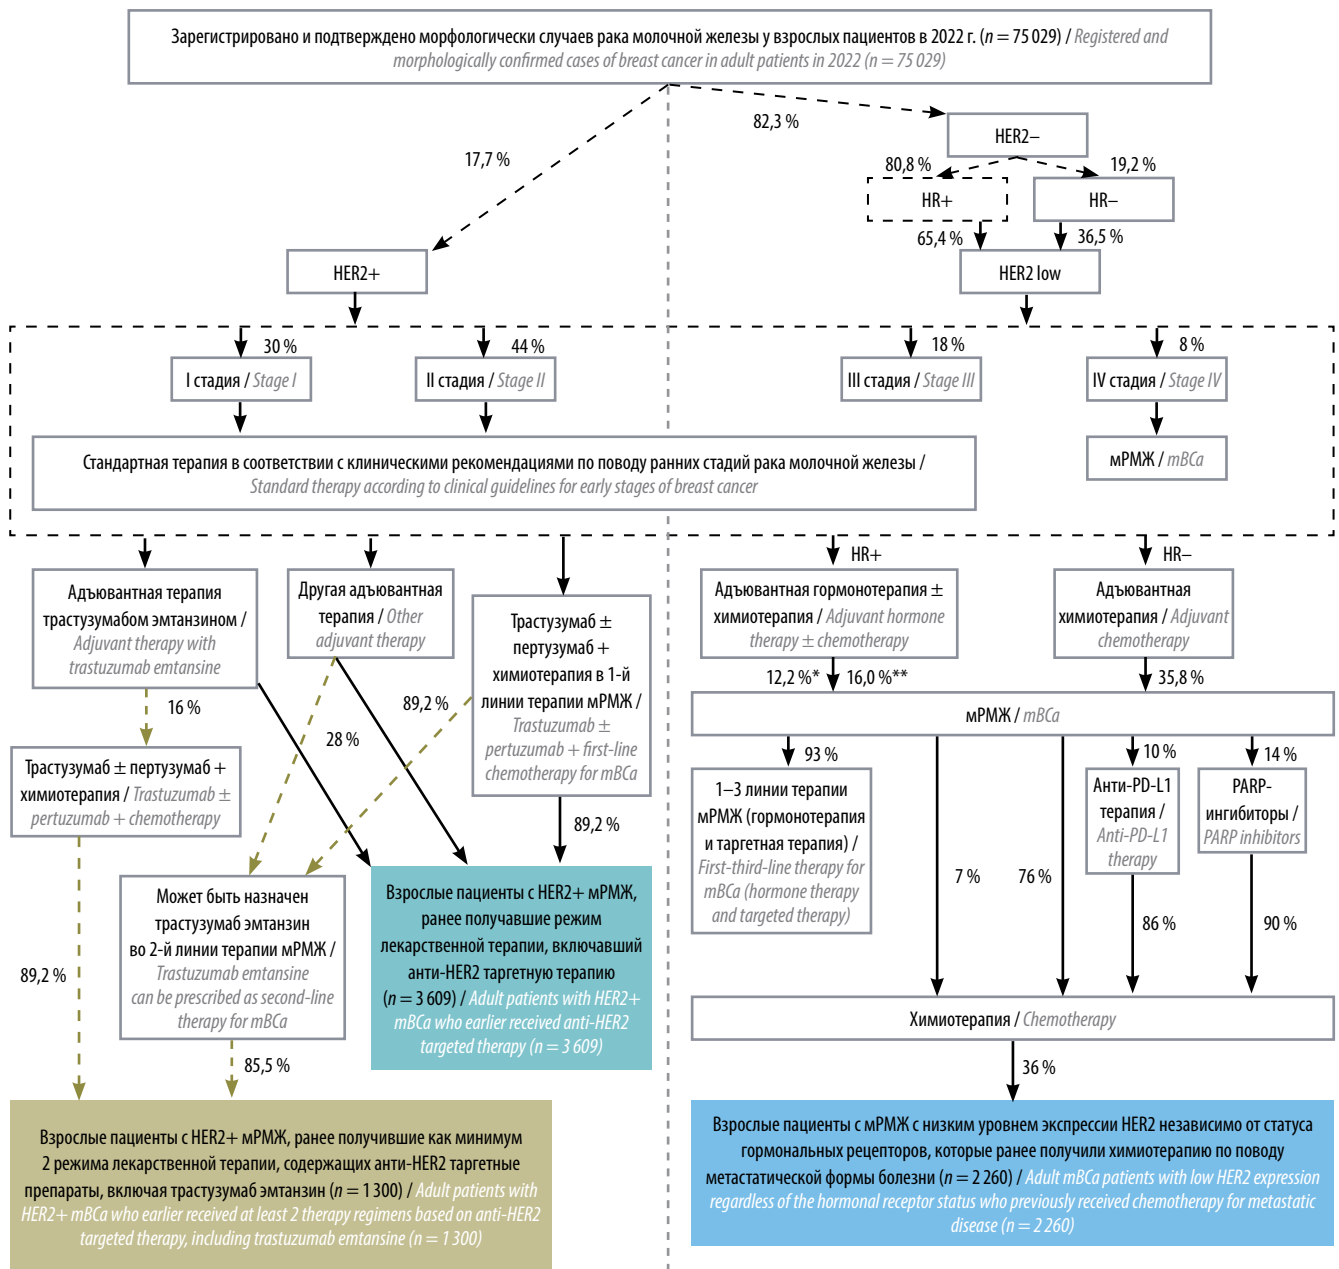 Зарегистрировано и подтверждено морфологически случаев рака молочной железы у взрослых пациентов в 2022 г. (n = 75 029) / Registered and
morphologically confirmed cases of breast cancer in adult patients in 2022 (n = 75 029)
82,3 %
HER2–
17,7 %
80,8 %
19,2 %
HR+
HR–
65,4 %
36,5 %
HER2+
HER2 low
30 %
44 %
18 %
8 %
I стадия / Stage I
II стадия / Stage II
III стадия / Stage III
IV стадия / Stage IV
Стандартная терапия в соответствии с клиническими рекомендациями по поводу ранних стадий рака молочной железы /
Standard therapy according to clinical guidelines for early stages of breast cancer
мРМЖ / mBCa
HR+
HR–
Адъювантная терапия
трастузумабом эмтанзином /
Adjuvant therapy with
trastuzumab emtansine
Другая адъювантная
терапия / Other
adjuvant therapy
Трастузумаб ±
пертузумаб +
химиотерапия в 1-й
линии терапии мРМЖ /
Trastuzumab ±
pertuzumab + first-line
chemotherapy for mBCa
Адъювантная гормонотерапия ±
химиотерапия / Adjuvant hormone
therapy ± chemotherapy
Адъювантная
химиотерапия / Adjuvant
chemotherapy
12,2 %*
16,0 %**
35,8 %
16 %
28 %
89,2 %
мРМЖ / mBCa
Трастузумаб ± пертузумаб +
химиотерапия / Trastuzumab ±
pertuzumab + chemotherapy
93 %
10 %
14 %
1–3 линии терапии
мРМЖ (гормонотерапия
и таргетная терапия) /
First-third-line therapy for
mBCa (hormone therapy
and targeted therapy)
Анти-PD-L1
терапия /
Anti-PD-L1
therapy
PARP-
ингибиторы /
PARP inhibitors
89,2 %
7 %
76 %
86 %
90 %
Может быть назначен
трастузумаб эмтанзин
во 2-й линии терапии мРМЖ /
Trastuzumab emtansine
can be prescribed as second-line
therapy for mBCa
Взрослые пациенты с HER2+ мРМЖ,
ранее получавшие режим
лекарственной терапии, включавший
анти-HER2 таргетную терапию
(n = 3 609) / Adult patients with HER2+
mBCa who earlier received anti-HER2
targeted therapy (n = 3 609)
89,2 %
85,5 %
Химиотерапия / Chemotherapy
36 %
Взрослые пациенты с HER2+ мРМЖ, ранее получившие как минимум
2 режима лекарственной терапии, содержащих анти-HER2 таргетные
препараты, включая трастузумаб эмтанзин (n = 1 300) / Adult patients with
HER2+ mBCa who earlier received at least 2 therapy regimens based on anti-HER2
targeted therapy, including trastuzumab emtansine (n = 1 300)
Взрослые пациенты с мРМЖ с низким уровнем экспрессии HER2 независимо от статуса
гормональных рецепторов, которые ранее получили химиотерапию по поводу
метастатической формы болезни (n = 2 260) / Adult mBCa patients with low HER2 expression
regardless of the hormonal receptor status who previously received chemotherapy for metastatic
disease (n = 2 260)